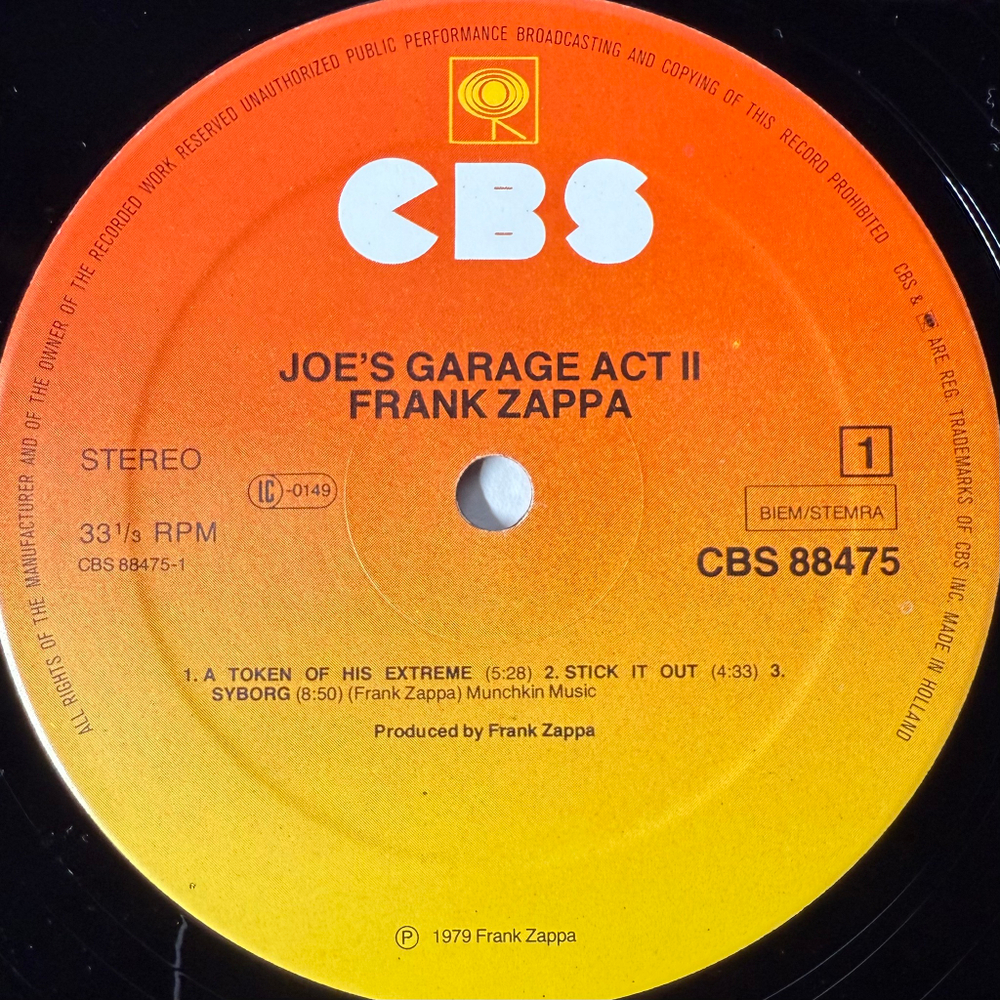 ALL RIGHTS OF THE MANUFACTURER AND OF THE OWNER OF THE RECORDED WORK RESERVED UNAUTHORIZED PUBLIC PERFORMANCE BROADCASTING AND COPYING OF THIS RECORD PROHIBITED
CBS & ARE REG. TRADEMARKS OF CBS INC. MADE IN HOLLAND
CBS
JOE'S GARAGE ACT II
FRANK ZAPPA
STEREO
LC-0149
33 1/3 RPM
CBS 88475-1
1
BIEM/STEMRA
CBS 88475
1. A TOKEN OF HIS EXTREME (5:28) 2. STICK IT OUT (4:33) 3.
SYBORG (8:50) (Frank Zappa) Munchkin Music
Produced by Frank Zappa
Ⓟ 1979 Frank Zappa